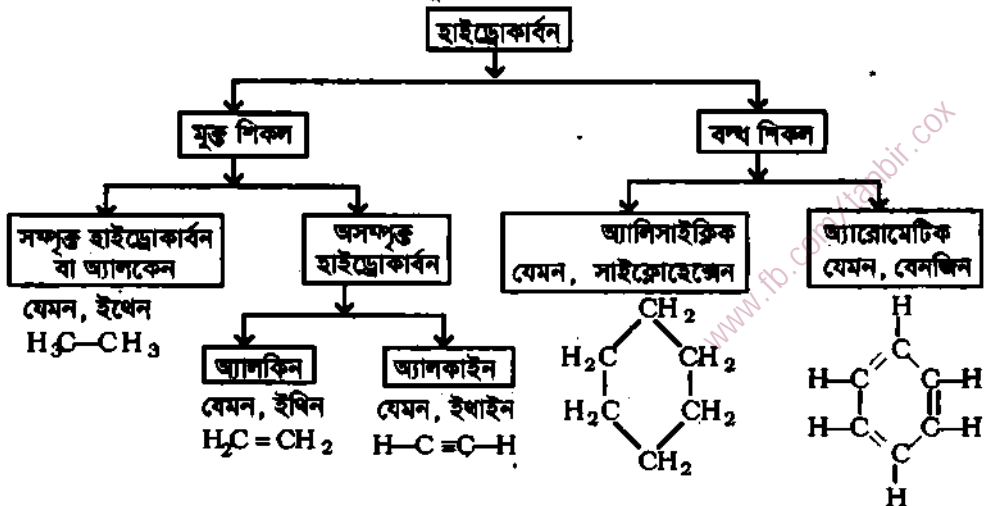 হাইড্রোকার্বন
মুক্ত শিকল
বদ্ধ শিকল
সম্পৃক্ত হাইড্রোকার্বন
বা অ্যালকেন
যেমন, ইথেন
H₃C—CH₃
অসম্পৃক্ত
হাইড্রোকার্বন
অ্যালকিন
যেমন, ইথিন
H₂C = CH₂
অ্যালকাইন
যেমন, ইথাইন
H—C ≡ C—H
অ্যালিসাইক্লিক
যেমন, সাইক্লোহেক্সেন
CH₂
H₂C CH₂
H₂C CH₂
CH₂
অ্যারোমেটিক
যেমন, বেনজিন
H
C
H—C C—H
H—C C—H
C
H
www.fb.com/tanbir.cox